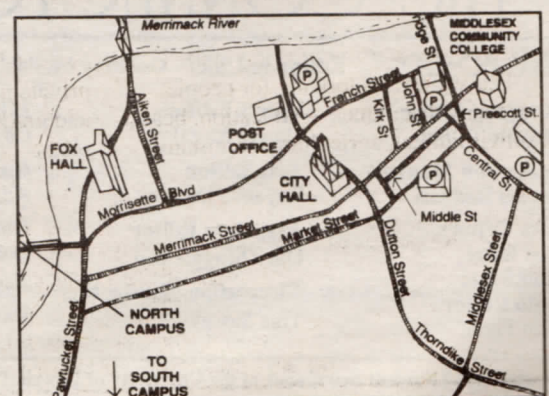 Merrimack River
MIDDLESEX
COMMUNITY
COLLEGE
idge St
P
French Street
P
John St
Kirk St
Prescott St.
Aiken Street
POST
OFFICE
FOX
HALL
CITY
HALL
P
P
Central St
Morrisette Blvd
Middle St
Merrimack Street
Market Street
Dutton Street
Middlesex Street
NORTH
CAMPUS
Pawtucket Street
Thorndike Street
TO
SOUTH
CAMPUS